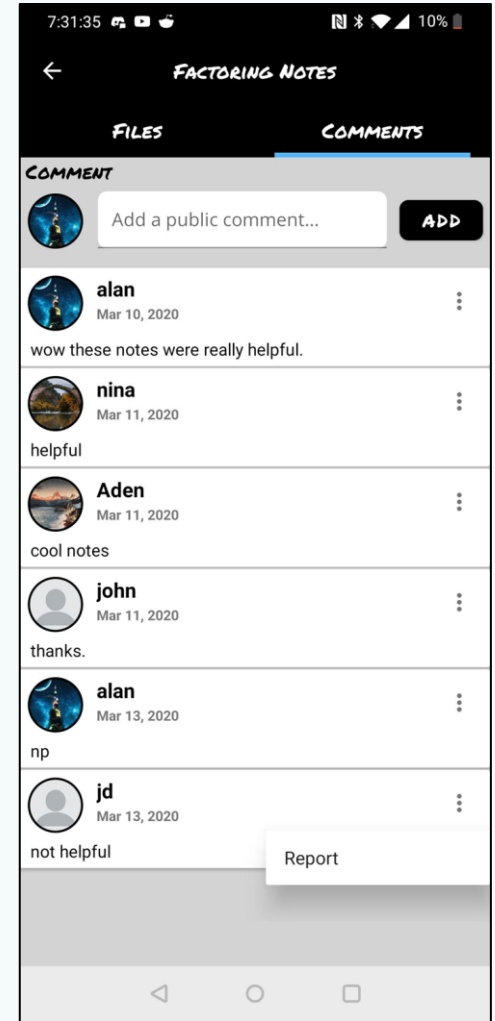 7:31:35 10%
Factoring Notes
Files Comments
Comment
Add a public comment... ADD
alan
Mar 10, 2020
wow these notes were really helpful.
nina
Mar 11, 2020
helpful
Aden
Mar 11, 2020
cool notes
john
Mar 11, 2020
thanks.
alan
Mar 13, 2020
np
jd
Mar 13, 2020
not helpful
Report